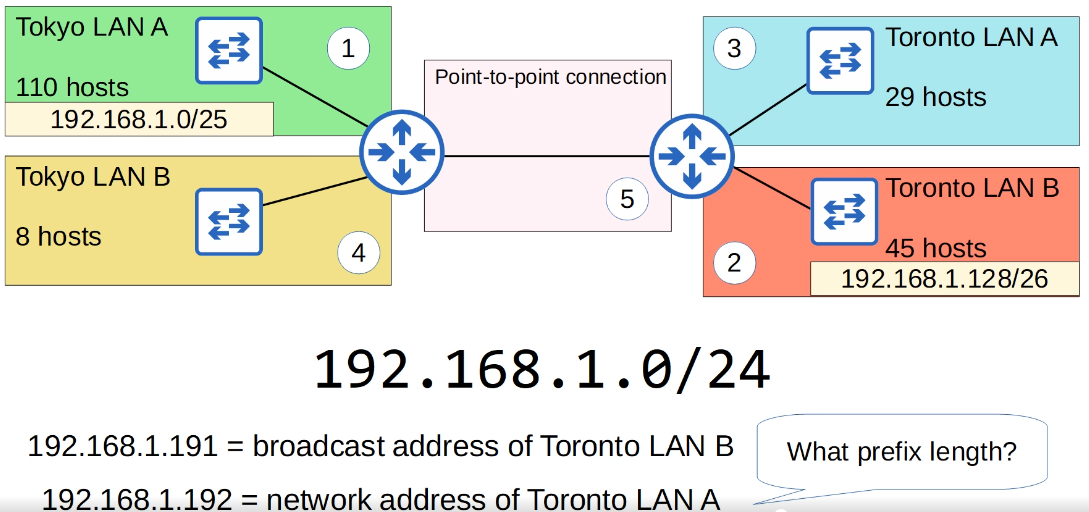 Tokyo LAN A
110 hosts
192.168.1.0/25
1
Point-to-point connection
5
3
Toronto LAN A
29 hosts
Tokyo LAN B
8 hosts
4
Toronto LAN B
45 hosts
2
192.168.1.128/26
192.168.1.0/24
192.168.1.191 = broadcast address of Toronto LAN B
192.168.1.192 = network address of Toronto LAN A
What prefix length?